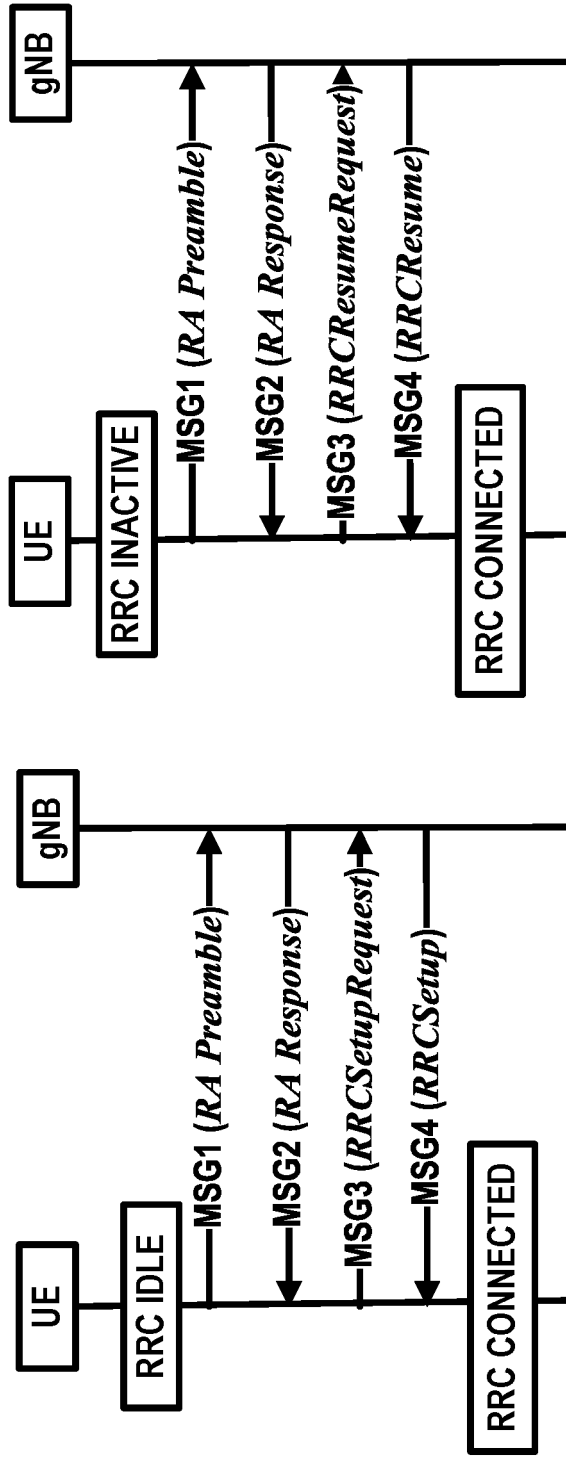 UE
gNB
RRC IDLE
MSG1 (RA Preamble)
MSG2 (RA Response)
MSG3 (RRCSetupRequest)
MSG4 (RRCSetup)
RRC CONNECTED
UE
gNB
RRC INACTIVE
MSG1 (RA Preamble)
MSG2 (RA Response)
MSG3 (RRCResumeRequest)
MSG4 (RRCResume)
RRC CONNECTED